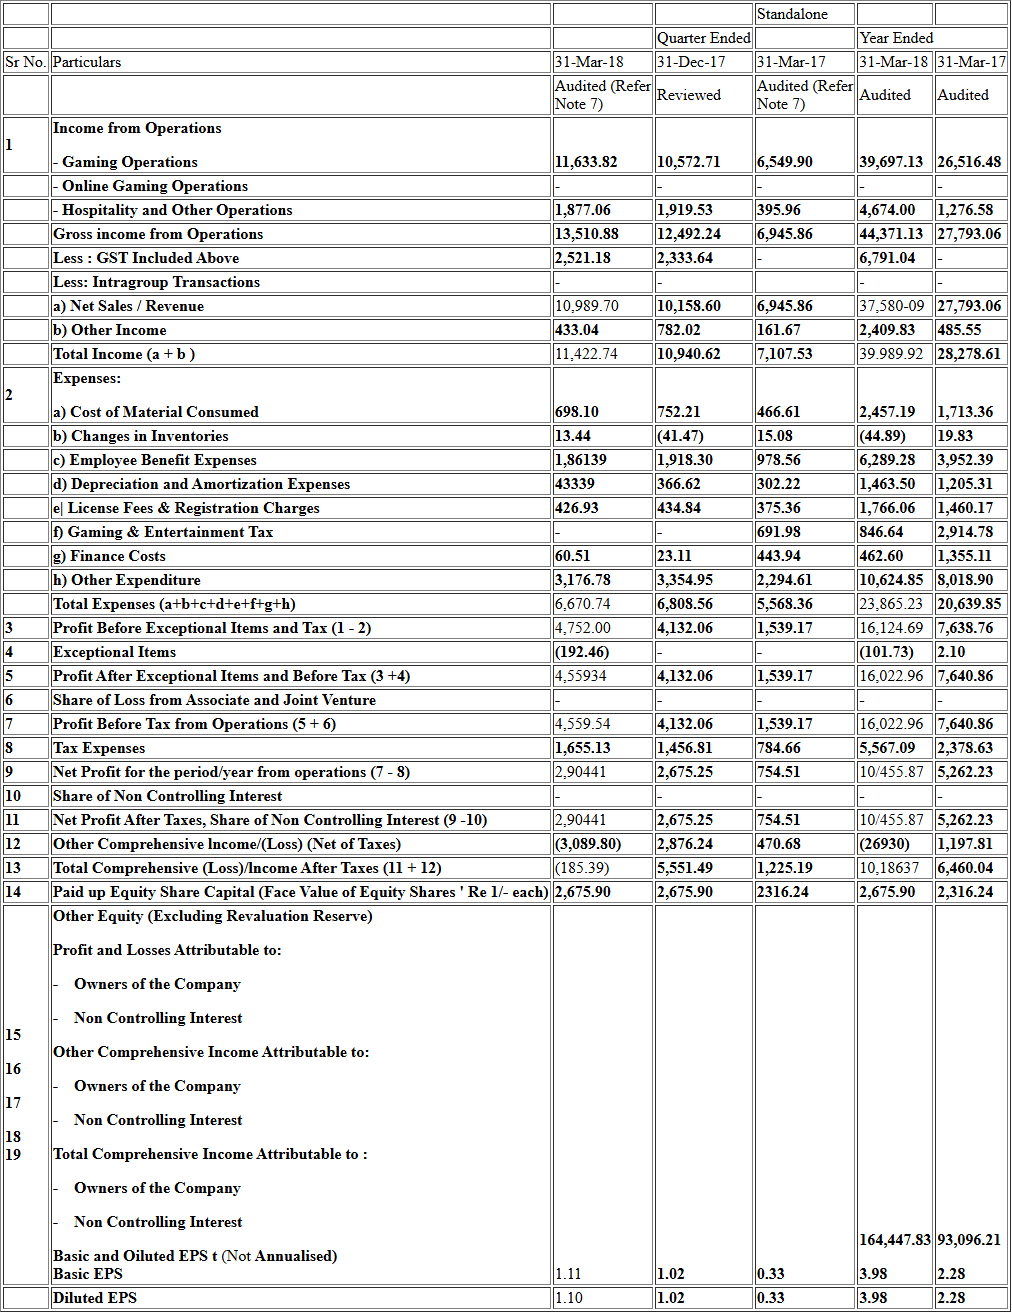 Standalone
Quarter Ended Year Ended
Sr No. Particulars 31-Mar-18 31-Dec-17 31-Mar-17 31-Mar-18 31-Mar-17
Audited (Refer Note 7) Reviewed Audited (Refer Note 7) Audited Audited
1 Income from Operations
- Gaming Operations 11,633.82 10,572.71 6,549.90 39,697.13 26,516.48
- Online Gaming Operations - - - - -
- Hospitality and Other Operations 1,877.06 1,919.53 395.96 4,674.00 1,276.58
Gross income from Operations 13,510.88 12,492.24 6,945.86 44,371.13 27,793.06
Less : GST Included Above 2,521.18 2,333.64 - 6,791.04 -
Less: Intragroup Transactions - - - - -
a) Net Sales / Revenue 10,989.70 10,158.60 6,945.86 37,580-09 27,793.06
b) Other Income 433.04 782.02 161.67 2,409.83 485.55
Total Income (a + b ) 11,422.74 10,940.62 7,107.53 39.989.92 28,278.61
2 Expenses:
a) Cost of Material Consumed 698.10 752.21 466.61 2,457.19 1,713.36
b) Changes in Inventories 13.44 (41.47) 15.08 (44.89) 19.83
c) Employee Benefit Expenses 1,86139 1,918.30 978.56 6,289.28 3,952.39
d) Depreciation and Amortization Expenses 43339 366.62 302.22 1,463.50 1,205.31
e| License Fees & Registration Charges 426.93 434.84 375.36 1,766.06 1,460.17
f) Gaming & Entertainment Tax - - 691.98 846.64 2,914.78
g) Finance Costs 60.51 23.11 443.94 462.60 1,355.11
h) Other Expenditure 3,176.78 3,354.95 2,294.61 10,624.85 8,018.90
Total Expenses (a+b+c+d+e+f+g+h) 6,670.74 6,808.56 5,568.36 23,865.23 20,639.85
3 Profit Before Exceptional Items and Tax (1 - 2) 4,752.00 4,132.06 1,539.17 16,124.69 7,638.76
4 Exceptional Items (192.46) - - (101.73) 2.10
5 Profit After Exceptional Items and Before Tax (3 +4) 4,55934 4,132.06 1,539.17 16,022.96 7,640.86
6 Share of Loss from Associate and Joint Venture - - - - -
7 Profit Before Tax from Operations (5 + 6) 4,559.54 4,132.06 1,539.17 16,022.96 7,640.86
8 Tax Expenses 1,655.13 1,456.81 784.66 5,567.09 2,378.63
9 Net Profit for the period/year from operations (7 - 8) 2,90441 2,675.25 754.51 10/455.87 5,262.23
10 Share of Non Controlling Interest - - - - -
11 Net Profit After Taxes, Share of Non Controlling Interest (9 -10) 2,90441 2,675.25 754.51 10/455.87 5,262.23
12 Other Comprehensive lncome/(Loss) (Net of Taxes) (3,089.80) 2,876.24 470.68 (26930) 1,197.81
13 Total Comprehensive (Loss)/Income After Taxes (11 + 12) (185.39) 5,551.49 1,225.19 10,18637 6,460.04
14 Paid up Equity Share Capital (Face Value of Equity Shares ' Re 1/- each) 2,675.90 2,675.90 2316.24 2,675.90 2,316.24
Other Equity (Excluding Revaluation Reserve)
Profit and Losses Attributable to:
- Owners of the Company
- Non Controlling Interest
15
Other Comprehensive Income Attributable to:
16
- Owners of the Company
17
- Non Controlling Interest
18
19 Total Comprehensive Income Attributable to :
- Owners of the Company
- Non Controlling Interest
164,447.83 93,096.21
Basic and Oiluted EPS t (Not Annualised)
Basic EPS 1.11 1.02 0.33 3.98 2.28
Diluted EPS 1.10 1.02 0.33 3.98 2.28